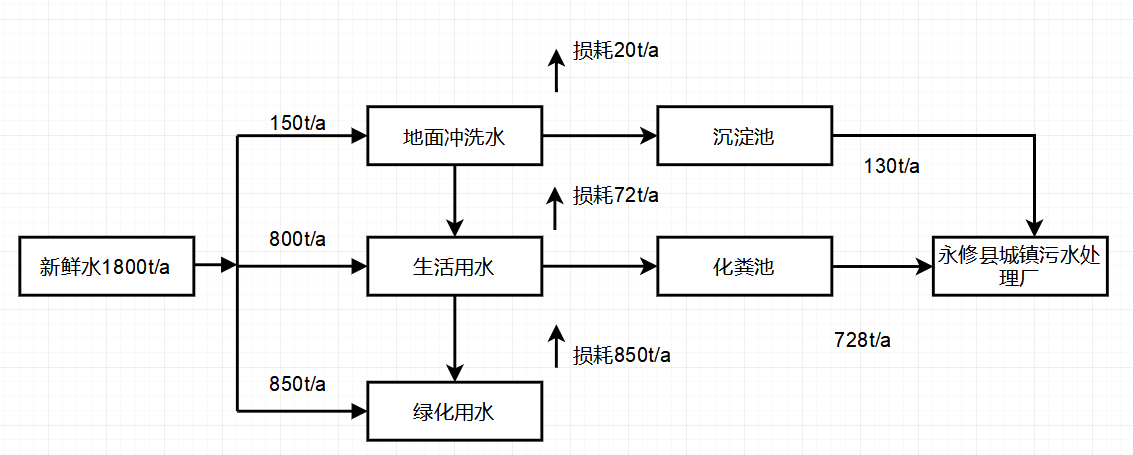 损耗20t/a
150t/a
地面冲洗水
沉淀池
130t/a
损耗72t/a
800t/a
新鲜水1800t/a
生活用水
化粪池
永修县城镇污水处
理厂
728t/a
损耗850t/a
850t/a
绿化用水